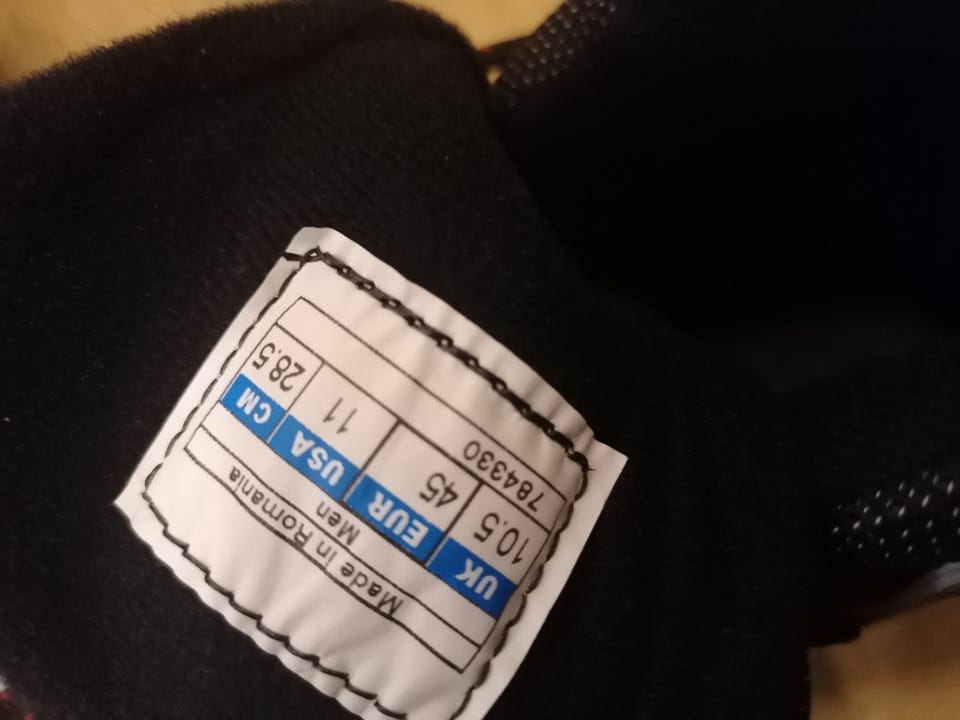 Made in Romania
Men
UK EUR USA CM
10.5 45 11 28.5
784330